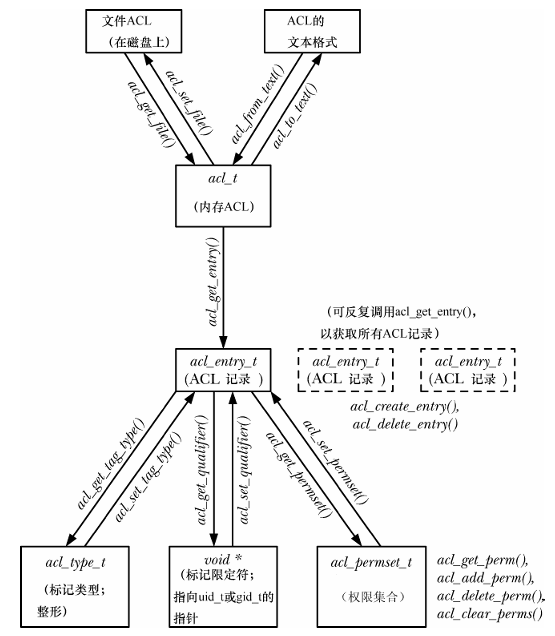 文件ACL
(在磁盘上)
ACL的
文本格式
acl_get_file()
acl_set_file()
acl_from_text()
acl_to_text()
acl_t
(内存ACL)
acl_get_entry()
(可反复调用acl_get_entry(),
以获取所有ACL记录)
acl_entry_t
(ACL 记录 )
acl_entry_t
(ACL 记录 )
acl_entry_t
(ACL 记录 )
acl_create_entry(),
acl_delete_entry()
acl_get_tag_type()
acl_set_tag_type()
acl_get_qualifier()
acl_set_qualifier()
acl_get_permset()
acl_set_permset()
acl_type_t
(标记类型;
整形)
void *
(标记限定符;
指向uid_t或gid_t的
指针
acl_permset_t
(权限集合)
acl_get_perm(),
acl_add_perm(),
acl_delete_perm(),
acl_clear_perms()